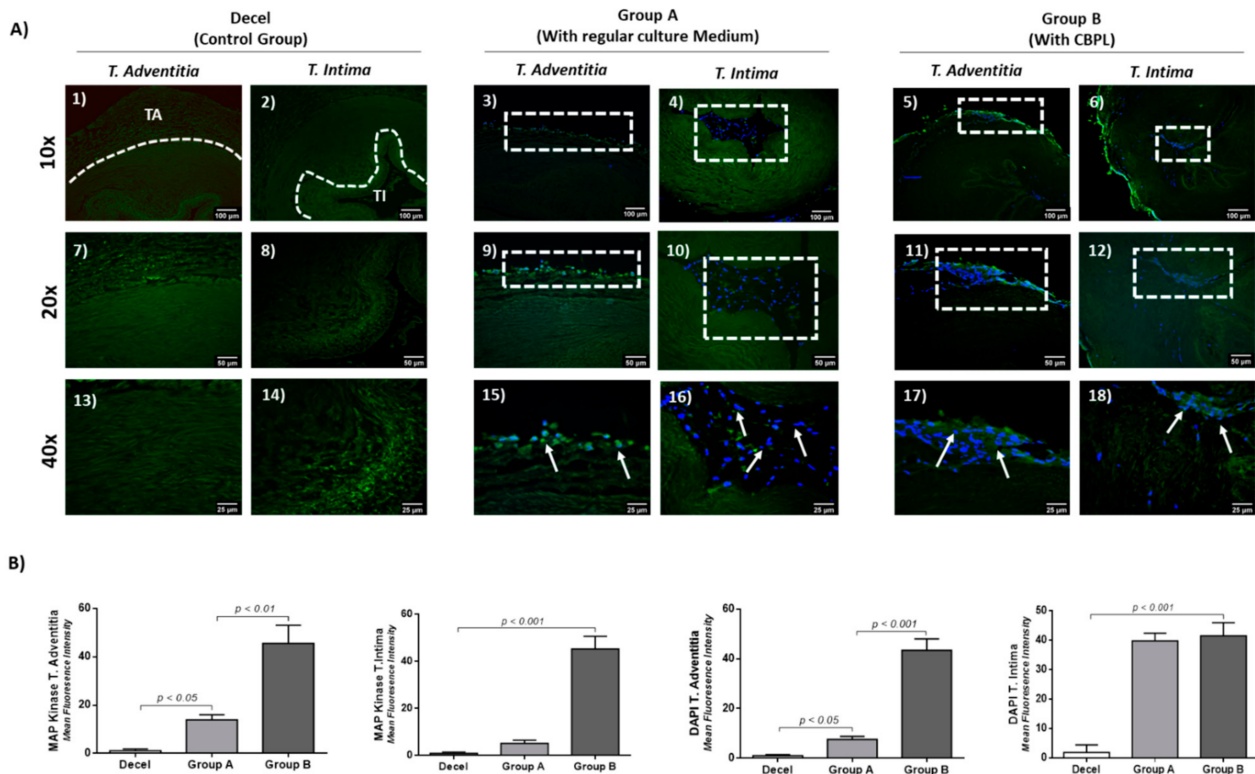 A)
Decel
(Control Group)
Group A
(With regular culture Medium)
Group B
(With CBPL)
T. Adventitia
T. Intima
T. Adventitia
T. Intima
T. Adventitia
T. Intima
10x
1)
TA
100 μm
2)
TI
100 μm
3)
100 μm
4)
100 μm
5)
100 μm
6)
100 μm
20x
7)
50 μm
8)
50 μm
9)
50 μm
10)
50 μm
11)
50 μm
12)
50 μm
40x
13)
25 μm
14)
25 μm
15)
25 μm
16)
25 μm
17)
25 μm
18)
25 μm
B)
MAP Kinase T. Adventitia
Mean Fluoresence Intensity
60
40
20
0
p < 0.05
p < 0.01
Decel
Group A
Group B
MAP Kinase T.Intima
Mean Fluoresence Intensity
60
40
20
0
p < 0.001
Decel
Group A
Group B
DAPI T. Adventitia
Mean Fluoresence Intensity
60
40
20
0
p < 0.05
p < 0.001
Decel
Group A
Group B
DAPI T. Intima
Mean Fluoresence Intensity
50
40
30
20
10
0
p < 0.001
Decel
Group A
Group B